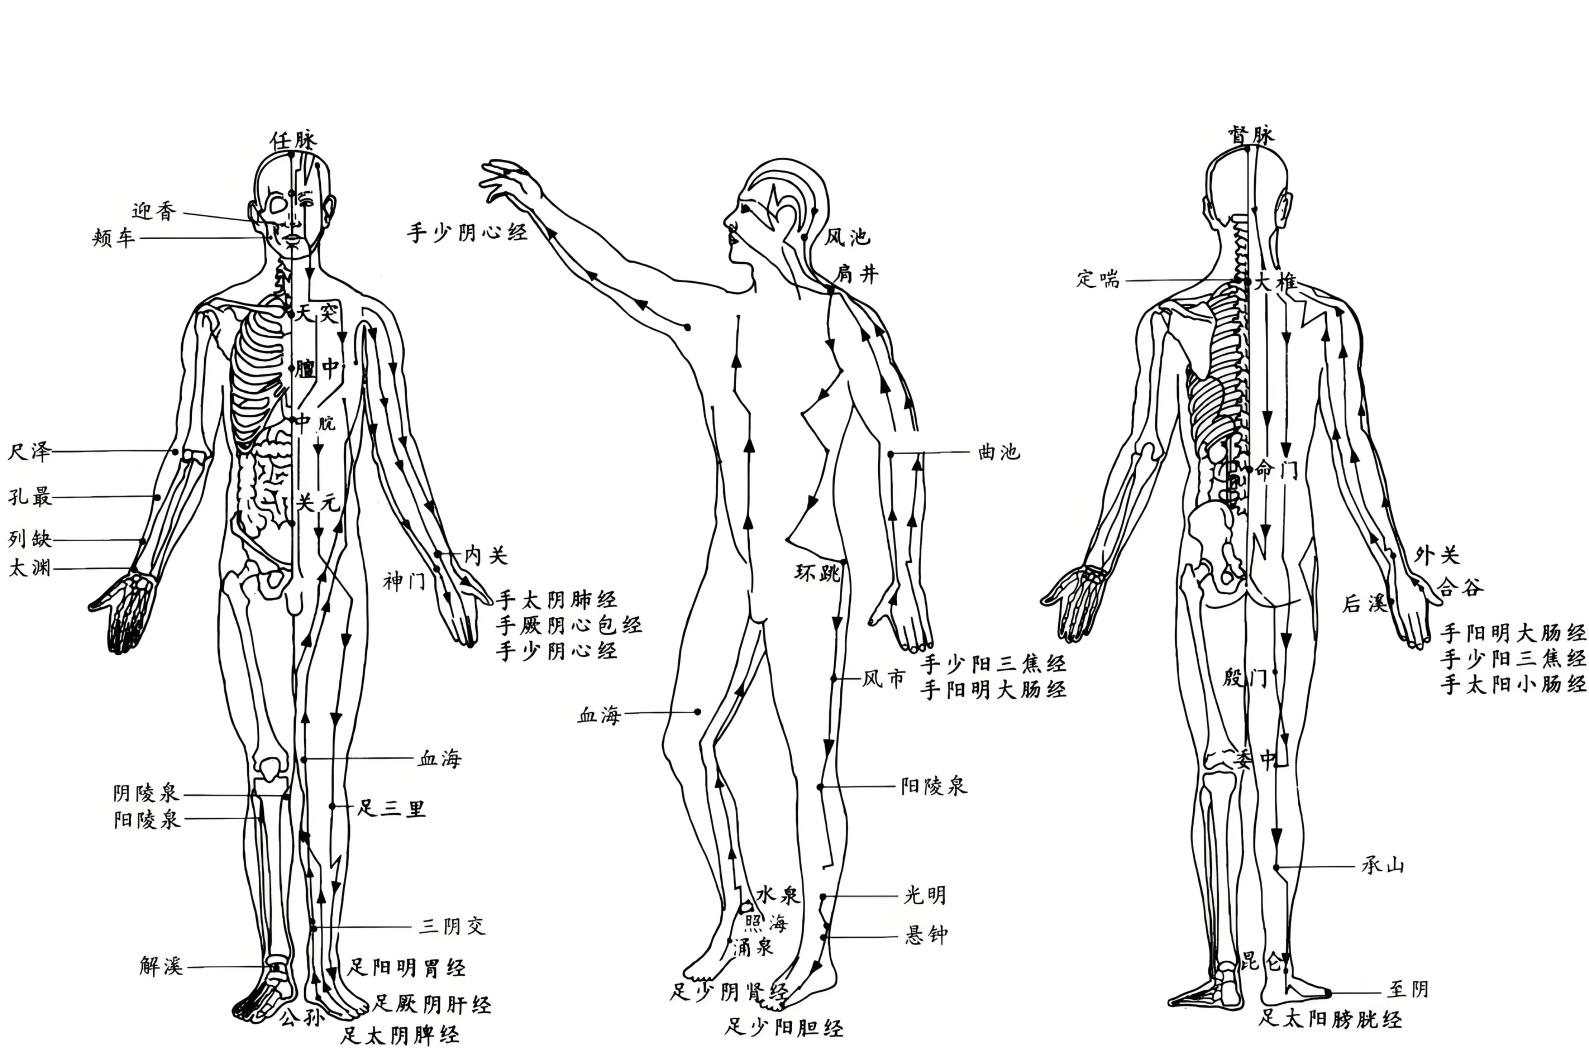 任脉
迎香
颊车
天突
膻中
中脘
关元
尺泽
孔最
列缺
太渊
内关
神门
手太阴肺经
手厥阴心包经
手少阴心经
血海
阴陵泉
阳陵泉
足三里
三阴交
解溪
足阳明胃经
足厥阴肝经
公孙
足太阴脾经
手少阴心经
风池
肩井
曲池
环跳
风市
手少阳三焦经
手阳明大肠经
血海
阳陵泉
水泉
照海
涌泉
光明
悬钟
足少阴肾经
足少阳胆经
督脉
定喘
大椎
命门
外关
合谷
后溪
手阳明大肠经
手少阳三焦经
手太阳小肠经
殷门
委中
承山
昆仑
至阴
足太阳膀胱经